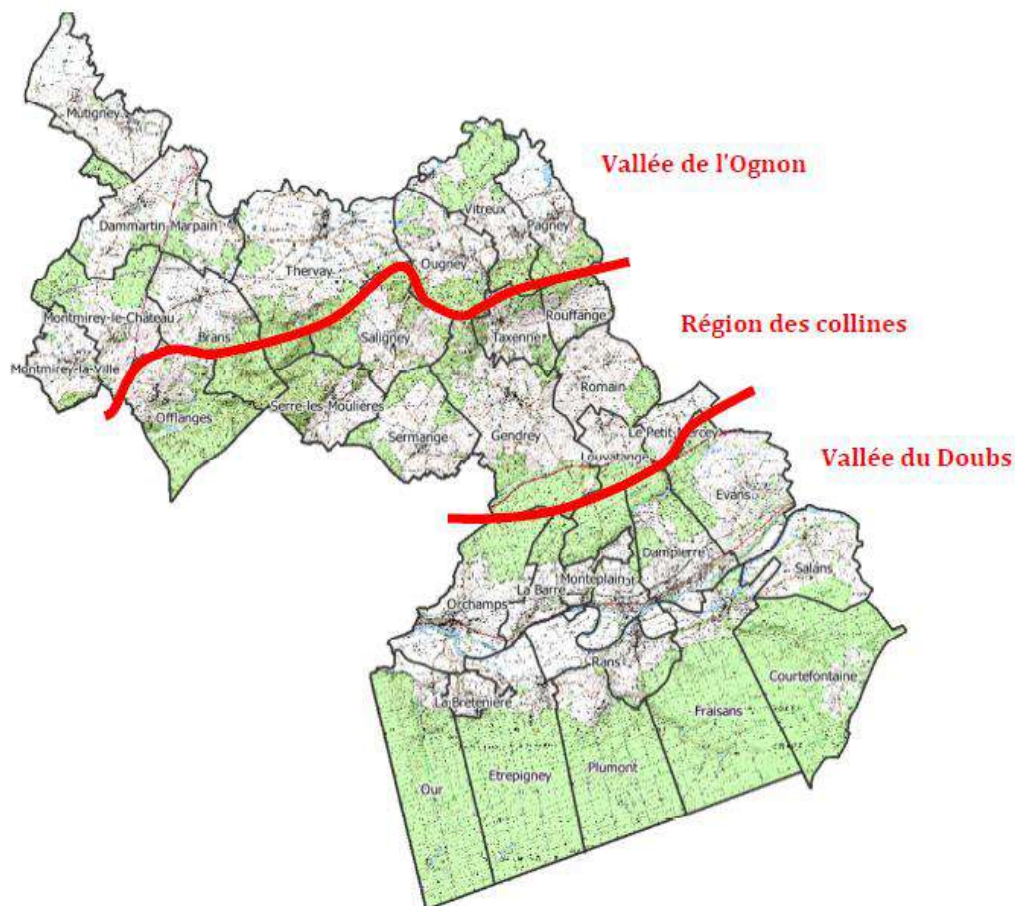 Mutigney
Vallée de l'Ognon
Vitreux
Dammartin-Marpain
Pagney
Ougney
Thervay
Montmirey-le-Château
Rouffange
Région des collines
Brans
Saligney
Taxenne
Montmirey-la-Ville
Romain
Serre-les-Moulières
Offlanges
Sermange
Gendrey
Le Petit-Mercey
Louvatange
Vallée du Doubs
Evans
Dampierre
Salans
Monteplain
La Barre
Orchamps
Rans
Courtefontaine
La Bretenière
Fraisans
Plumont
Etrepigney
Our